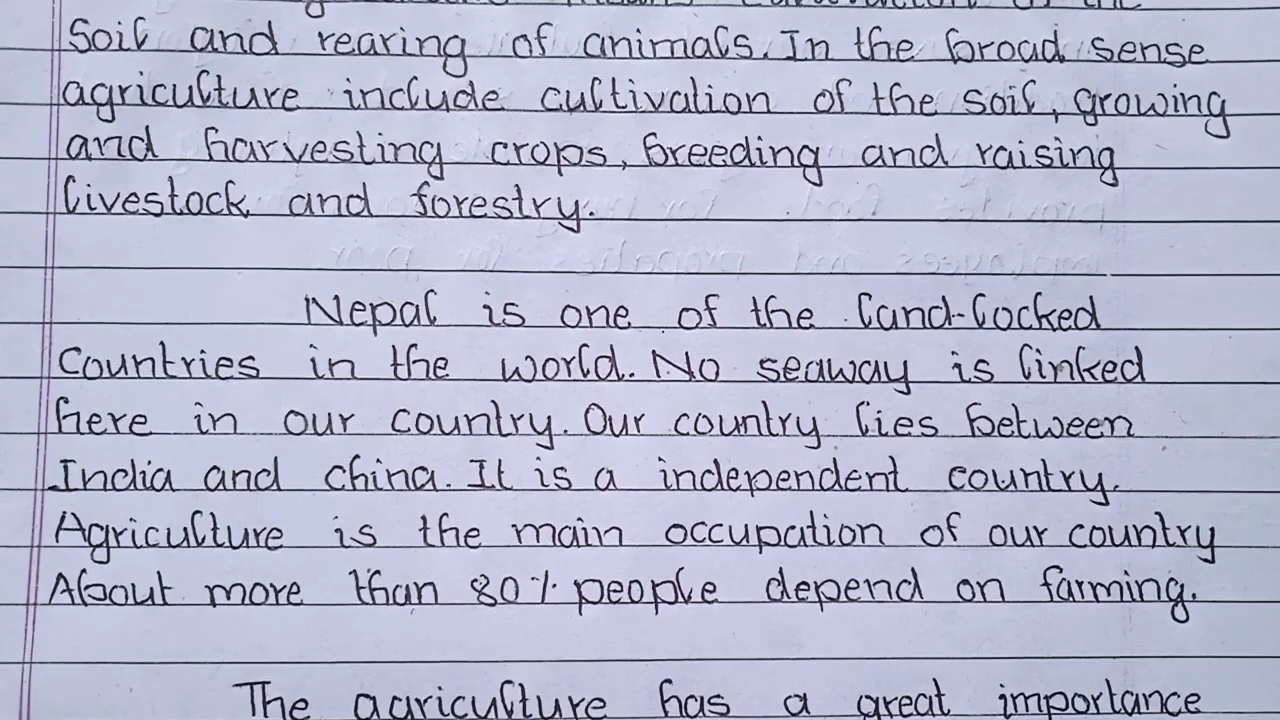 Soil and rearing of animals. In the broad sense
agriculture include cultivation of the soil, growing
and harvesting crops, breeding and raising
livestock and forestry.
Nepal is one of the land-locked
Countries in the world. No seaway is linked
here in our country. Our country lies between
India and china. It is a independent country.
Agriculture is the main occupation of our country
About more than 80% people depend on farming.
The agriculture has a great importance